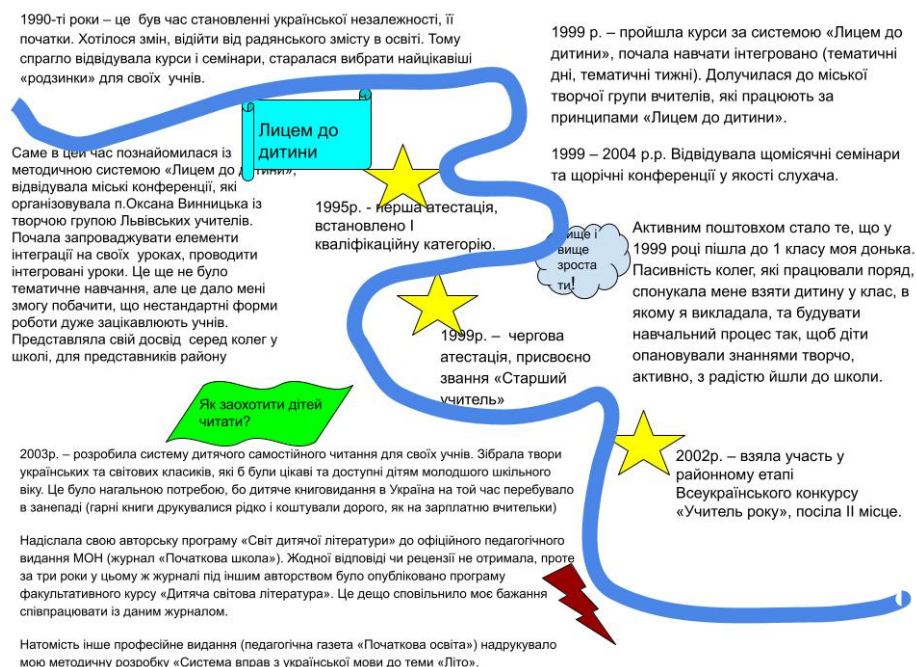 1990-ті роки – це був час становленні української незалежності, її
початки. Хотілося змін, відійти від радянського змісту в освіті. Тому
спрагло відвідувала курси і семінари, старалася вибрати найцікавіші
«родзинки» для своїх учнів.
Лицем до
дитини
Саме в цей час познайомилася із
методичною системою «Лицем до дитини»,
відвідувала міські конференції, які
організовувала п.Оксана Винницька із
творчою групою Львівських учителів.
Почала запроваджувати елементи
інтеграції на своїх уроках, проводити
інтегровані уроки. Це ще не було
тематичне навчання, але це дало мені
змогу побачити, що нестандартні форми
роботи дуже зацікавлюють учнів.
Представляла свій досвід серед колег у
школі, для представників району
1995р. - перша атестація,
встановлено І
кваліфікаційну категорію.
1999 р. – пройшла курси за системою «Лицем до
дитини», почала навчати інтегровано (тематичні
дні, тематичні тижні). Долучилася до міської
творчої групи вчителів, які працюють за
принципами «Лицем до дитини».
1999 – 2004 р.р. Відвідувала щомісячні семінари
та щорічні конференції у якості слухача.
вище і
вище
зроста
ти!
Активним поштовхом стало те, що у
1999 році пішла до 1 класу моя донька.
Пасивність колег, які працювали поряд,
спонукала мене взяти дитину у клас, в
якому я викладала, та будувати
навчальний процес так, щоб діти
опановували знаннями творчо,
активно, з радістю йшли до школи.
1999р. – чергова
атестація, присвоєно
звання «Старший
учитель»
Як заохотити дітей
читати?
2002р. – взяла участь у
районному етапі
Всеукраїнського конкурсу
«Учитель року», посіла ІІ місце.
2003р. – розробила систему дитячого самостійного читання для своїх учнів. Зібрала твори
українських та світових класиків, які б були цікаві та доступні дітям молодшого шкільного
віку. Це було нагальною потребою, бо дитяче книговидання в Україна на той час перебувало
в занепаді (гарні книги друкувалися рідко і коштували дорого, як на зарплатню вчительки)
Надіслала свою авторську програму «Світ дитячої літератури» до офіційного педагогічного
видання МОН (журнал «Початкова школа»). Жодної відповіді чи рецензії не отримала, проте
за три роки у цьому ж журналі під іншим авторством було опубліковано програму
факультативного курсу «Дитяча світова література». Це дещо сповільнило моє бажання
співпрацювати із даним журналом.
Натомість інше професійне видання (педагогічна газета «Початкова освіта») надрукувало
мою методичну розробку «Система вправ з української мови до теми «Літо».